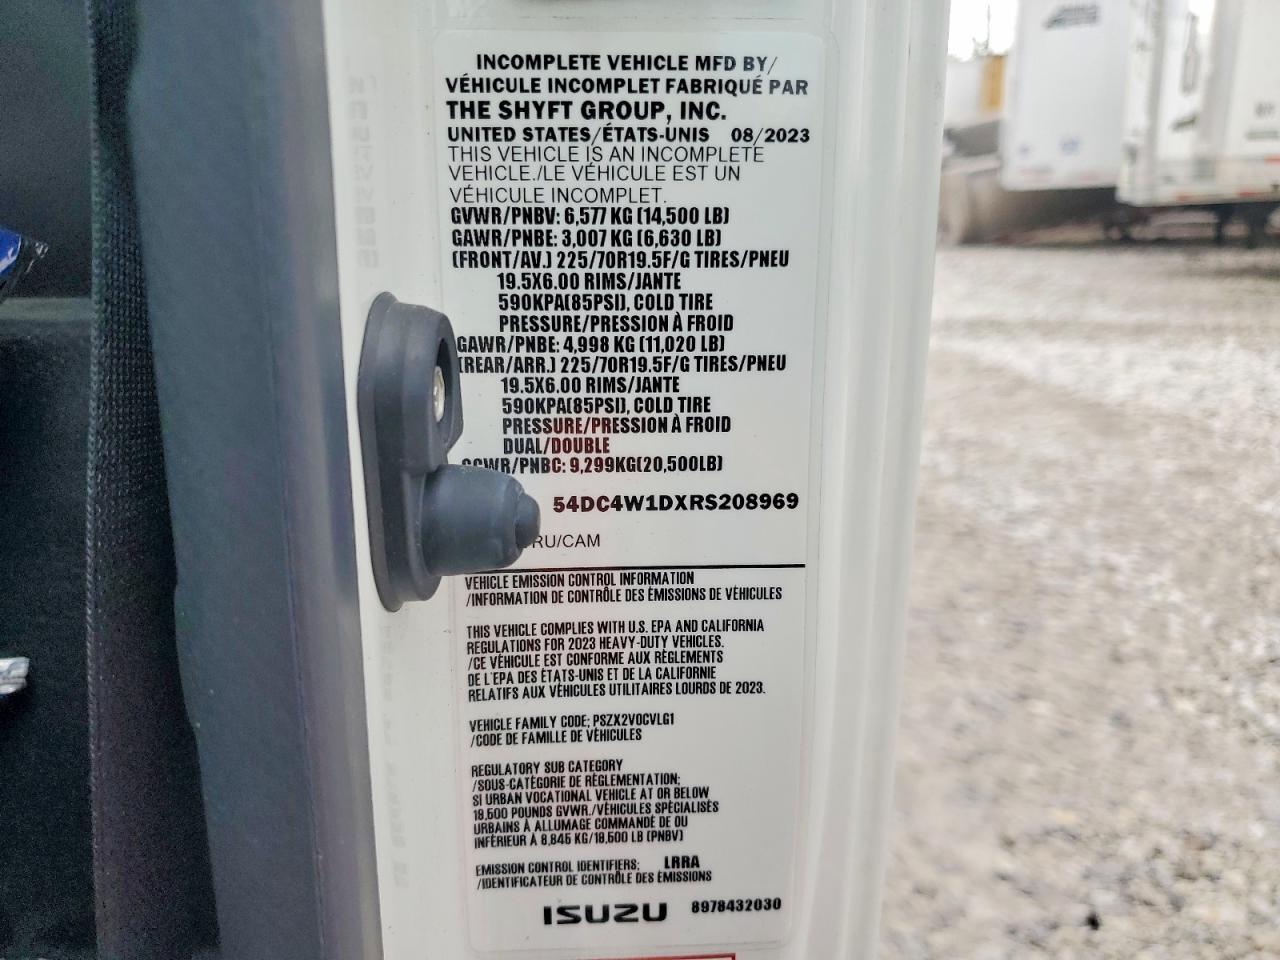 INCOMPLETE VEHICLE MFD BY/
VÉHICULE INCOMPLET FABRIQUÉ PAR
THE SHYFT GROUP, INC.
UNITED STATES/ÉTATS-UNIS 08/2023
THIS VEHICLE IS AN INCOMPLETE
VEHICLE./LE VÉHICULE EST UN
VÉHICULE INCOMPLET.
GVWR/PNBV: 6,577 KG (14,500 LB)
GAWR/PNBE: 3,007 KG (6,630 LB)
(FRONT/AV.) 225/70R19.5F/G TIRES/PNEU
19.5X6.00 RIMS/JANTE
590KPA(85PSI), COLD TIRE
PRESSURE/PRESSION À FROID
GAWR/PNBE: 4,998 KG (11,020 LB)
(REAR/ARR.) 225/70R19.5F/G TIRES/PNEU
19.5X6.00 RIMS/JANTE
590KPA(85PSI), COLD TIRE
PRESSURE/PRESSION À FROID
DUAL/DOUBLE
GCWR/PNBC: 9,299KG(20,500LB)
54DC4W1DXRS208969
RU/CAM
VEHICLE EMISSION CONTROL INFORMATION
/INFORMATION DE CONTRÔLE DES ÉMISSIONS DE VÉHICULES
THIS VEHICLE COMPLIES WITH U.S. EPA AND CALIFORNIA
REGULATIONS FOR 2023 HEAVY-DUTY VEHICLES.
/CE VÉHICULE EST CONFORME AUX RÈGLEMENTS
DE L'EPA DES ÉTATS-UNIS ET DE LA CALIFORNIE
RELATIFS AUX VÉHICULES UTILITAIRES LOURDS DE 2023.
VEHICLE FAMILY CODE; PSZX2VOCVLG1
/CODE DE FAMILLE DE VÉHICULES
REGULATORY SUB CATEGORY
/SOUS-CATÉGORIE DE RÉGLEMENTATION;
SI URBAN VOCATIONAL VEHICLE AT OR BELOW
19,500 POUNDS GVWR./VÉHICULES SPÉCIALISÉS
URBAINS À ALLUMAGE COMMANDÉ DE OU
INFÉRIEUR À 8,845 KG/19,500 LB (PNBV)
EMISSION CONTROL IDENTIFIERS; LRRA
/IDENTIFICATEUR DE CONTRÔLE DES ÉMISSIONS
ISUZU 8978432030